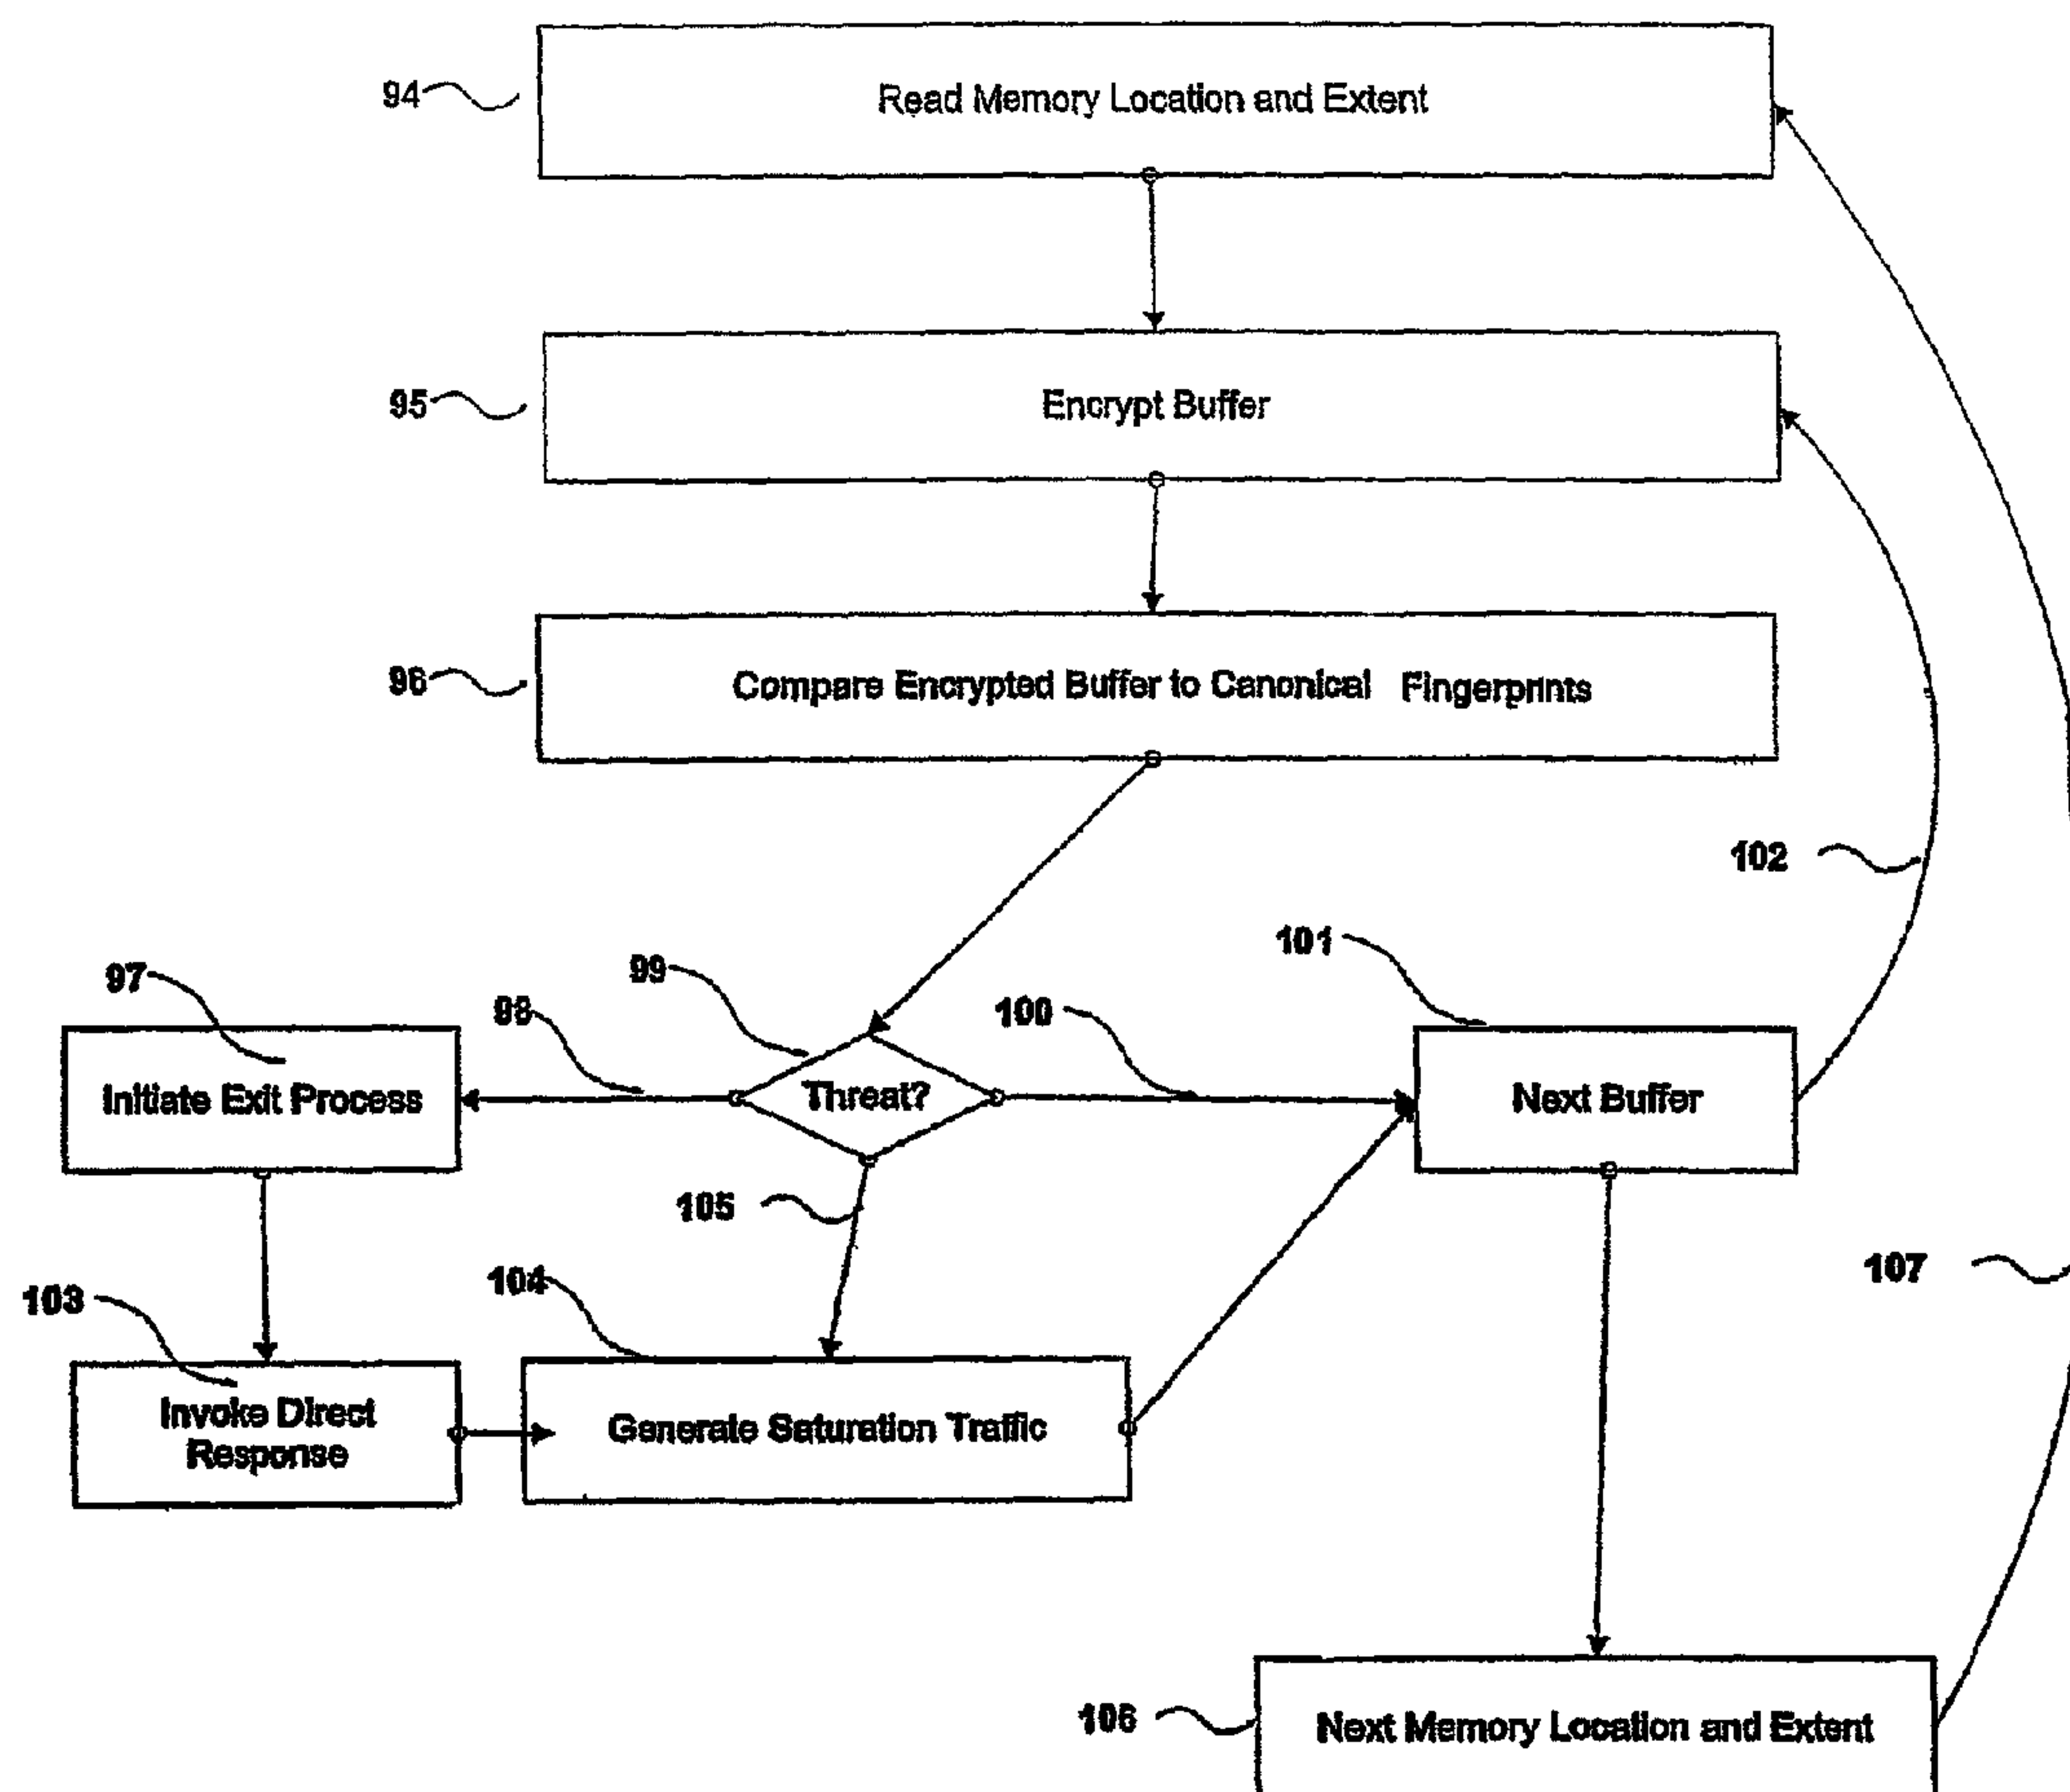 94
Read Memory Location and Extent
95
Encrypt Buffer
96
Compare Encrypted Buffer to Canonical Fingerprints
102
101
99
97
98
100
Initiate Exit Process
Threat?
Next Buffer
105
107
104
103
Invoke Direct
Response
Generate Saturation Traffic
106
Next Memory Location and Extent